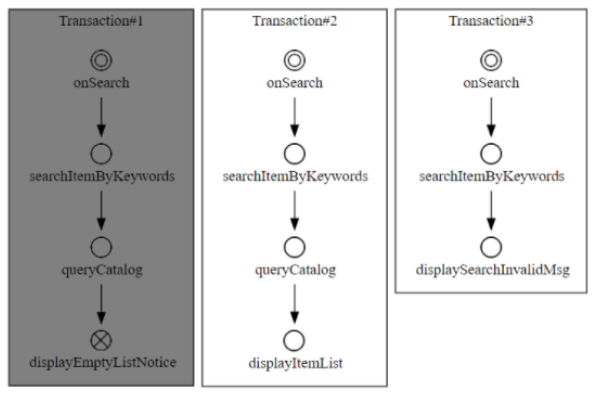 Transaction#1
onSearch
searchItemByKeywords
queryCatalog
displayEmptyListNotice
Transaction#2
onSearch
searchItemByKeywords
queryCatalog
displayItemList
Transaction#3
onSearch
searchItemByKeywords
displaySearchInvalidMsg